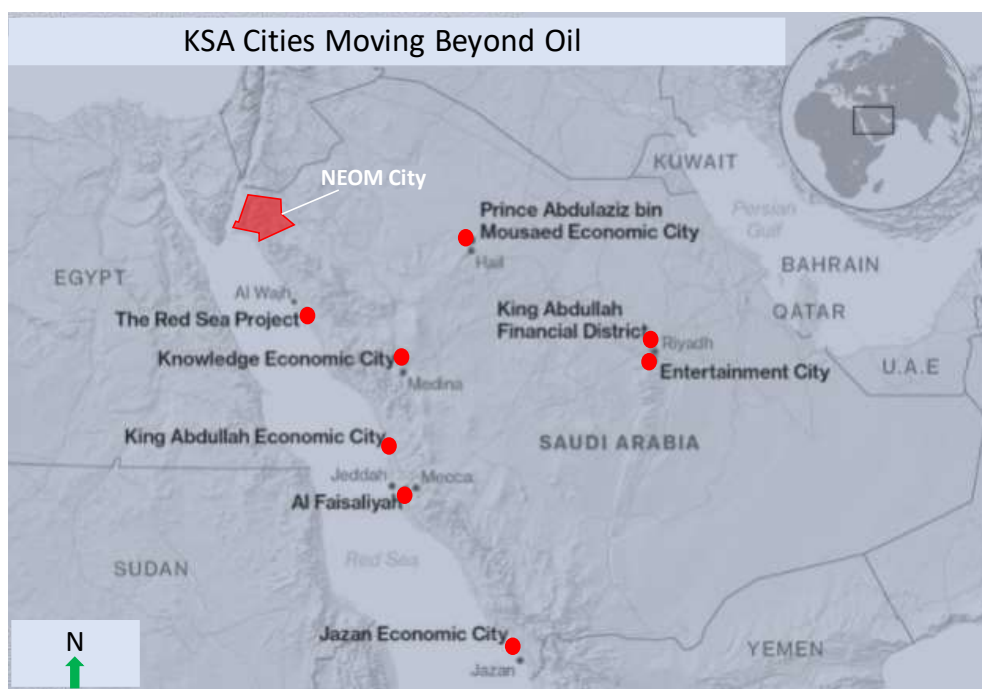 KSA Cities Moving Beyond Oil
NEOM City
KUWAIT
Prince Abdulaziz bin
Mousaed Economic City
Persian
Gulf
Hail
EGYPT
BAHRAIN
Al Wajh
The Red Sea Project
King Abdullah
Financial District
QATAR
Riyadh
Knowledge Economic City
Medina
Entertainment City
U.A.E
King Abdullah Economic City
SAUDI ARABIA
Jeddah
Mecca
Al Faisaliyah
Red Sea
SUDAN
Jazan Economic City
Jazan
YEMEN
N